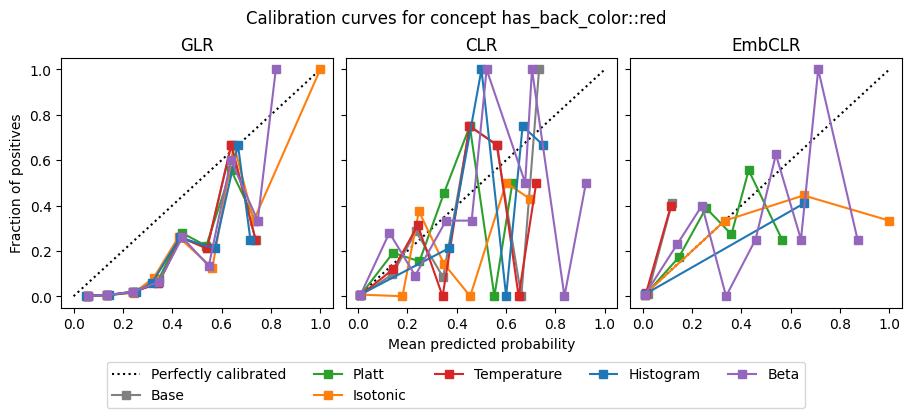 Calibration curves for concept has_back_color::red
GLR
CLR
EmbCLR
Fraction of positives
1.0
0.8
0.6
0.4
0.2
0.0
0.0 0.2 0.4 0.6 0.8 1.0
0.0 0.2 0.4 0.6 0.8 1.0
0.0 0.2 0.4 0.6 0.8 1.0
Mean predicted probability
Perfectly calibrated
Base
Platt
Isotonic
Temperature
Histogram
Beta